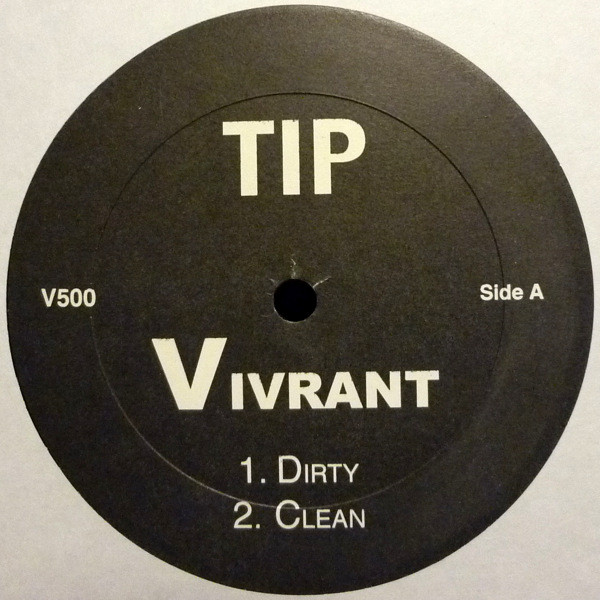 TIP
V500
Side A
VIVRANT
1. DIRTY
2. CLEAN